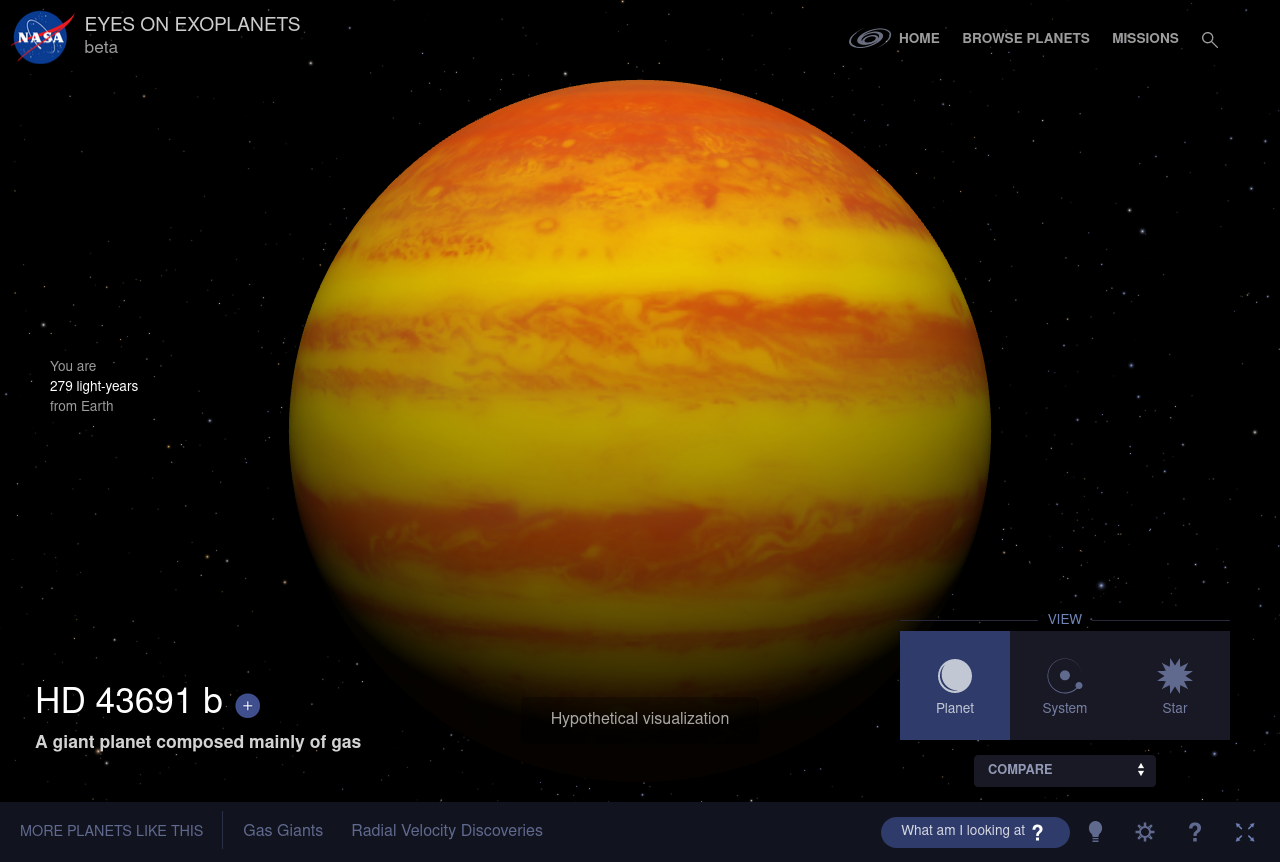 NASA
EYES ON EXOPLANETS
beta
HOME
BROWSE PLANETS
MISSIONS
You are
279 light-years
from Earth
VIEW
Planet
System
Star
HD 43691 b +
A giant planet composed mainly of gas
Hypothetical visualization
COMPARE
MORE PLANETS LIKE THIS
Gas Giants
Radial Velocity Discoveries
What am I looking at ?
?